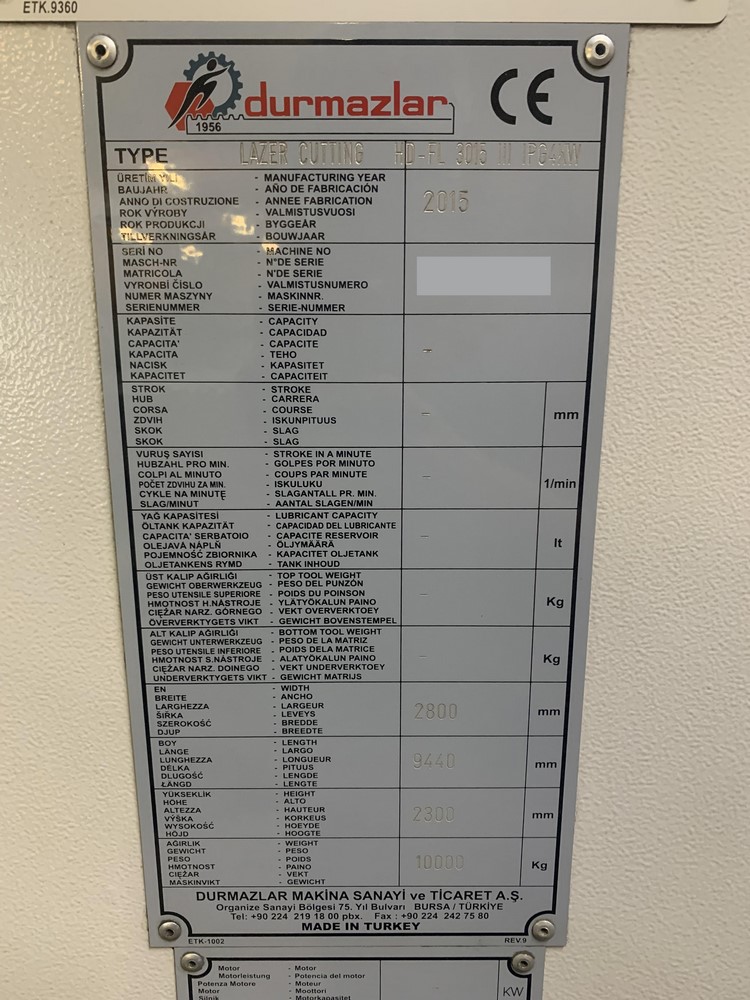 ETK.9360
durmazlar
1956
CE
TYPE LAZER CUTTING HD-FL 3015 III IPG4KW
ÜRETİM YILI - MANUFACTURING YEAR
BAUJAHR - AÑO DE FABRICACIÓN
ANNO DI COSTRUZIONE - ANNEE FABRICATION
ROK VÝROBY - VALMISTUSVUOSI
ROK PRODUKCJI - BYGGEÅR
TILLVERKNINGSÅR - BOUWJAAR
2015
SERİ NO - MACHINE NO
MASCH-NR - N°DE SERIE
MATRICOLA - N'DE SERIE
VYRONBÍ ČÍSLO - VALMISTUSNUMERO
NUMER MASZYNY - MASKINNR.
SERIENUMMER - SERIE-NUMMER
KAPASİTE - CAPACITY
KAPAZITÄT - CAPACIDAD
CAPACITA' - CAPACITE
KAPACITA - TEHO
NACISK - KAPASITET
KAPACITET - CAPACITEIT
-
STROK - STROKE
HUB - CARRERA
CORSA - COURSE
ZDVIH - ISKUNPITUUS
SKOK - SLAG
SKOK - SLAG
- mm
VURUŞ SAYISI - STROKE IN A MINUTE
HUBZAHL PRO MIN. - GOLPES POR MINUTO
COLPI AL MINUTO - COUPS PAR MINUTE
POČET ZDVIHU ZA MIN. - ISKULUKU
CYKLE NA MINUTĘ - SLAGANTALL PR. MIN.
SLAG/MINUT - AANTAL SLAGEN/MIN
- 1/min
YAĞ KAPASİTESİ - LUBRICANT CAPACITY
ÖLTANK KAPAZITÄT - CAPACIDAD DEL LUBRICANTE
CAPACITA' SERBATOIO - CAPACITE RESERVOIR
OLEJAVÁ NÁPLŇ - ÖLJYMÄÄRÄ
POJEMNOŚĆ ZBIORNIKA - KAPACITET OLJETANK
OLJETANKENS RYMD - TANK INHOUD
- lt
ÜST KALIP AĞIRLIĞI - TOP TOOL WEIGHT
GEWICHT OBERWERKZEUG - PESO DEL PUNZÓN
PESO UTENSILE SUPERIORE - POIDS DU POINSON
HMOTNOST H.NÁSTROJE - YLÄTYÖKALUN PAINO
CIĘŻAR NARZ. GÓRNEGO - VEKT OVERVERKTOEY
ÖVERVERKTYGETS VIKT - GEWICHT BOVENSTEMPEL
- Kg
ALT KALIP AĞIRLIĞI - BOTTOM TOOL WEIGHT
GEWICHT UNTERWERKZEUG - PESO DE LA MATRIZ
PESO UTENSILE INFERIORE - POIDS DELA MATRICE
HMOTNOST S.NÁSTROJE - ALATYÖKALUN PAINO
CIĘŻAR NARZ. DOINEGO - VEKT UNDERVERKTOEY
UNDERVERKTYGETS VIKT - GEWICHT MATRIJS
- Kg
EN - WIDTH
BREITE - ANCHO
LARGHEZZA - LARGEUR
ŠIŘKA - LEVEYS
SZEROKOŚĆ - BREDDE
DJUP - BREEDTE
2800 mm
BOY - LENGTH
LÄNGE - LARGO
LUNGHEZZA - LONGUEUR
DÉLKA - PITUUS
DLUGOŚĆ - LENGDE
LÄNGD - LENGTE
9440 mm
YÜKSEKLİK - HEIGHT
HÖHE - ALTO
ALTEZZA - HAUTEUR
VÝŠKA - KORKEUS
WYSOKOŚĆ - HOEYDE
HÖJD - HOOGTE
2300 mm
AĞIRLIK - WEIGHT
GEWICHT - PESO
PESO - POIDS
HMOTNOST - PAINO
CIĘŻAR - VEKT
MASKINVIKT - GEWICHT
10000 Kg
DURMAZLAR MAKİNA SANAYİ ve TİCARET A.Ş.
Organize Sanayi Bölgesi 75. Yıl Bulvarı BURSA / TÜRKİYE
Tel: +90 224 219 18 00 pbx. Fax : +90 224 242 75 80
MADE IN TURKEY
ETK-1002 REV.9
Motor - Motor
Motorleistung - Potencia del motor
Potenza Motore - Moteur
Motor - Moottori
Silnik - Motorkapasitet
KW